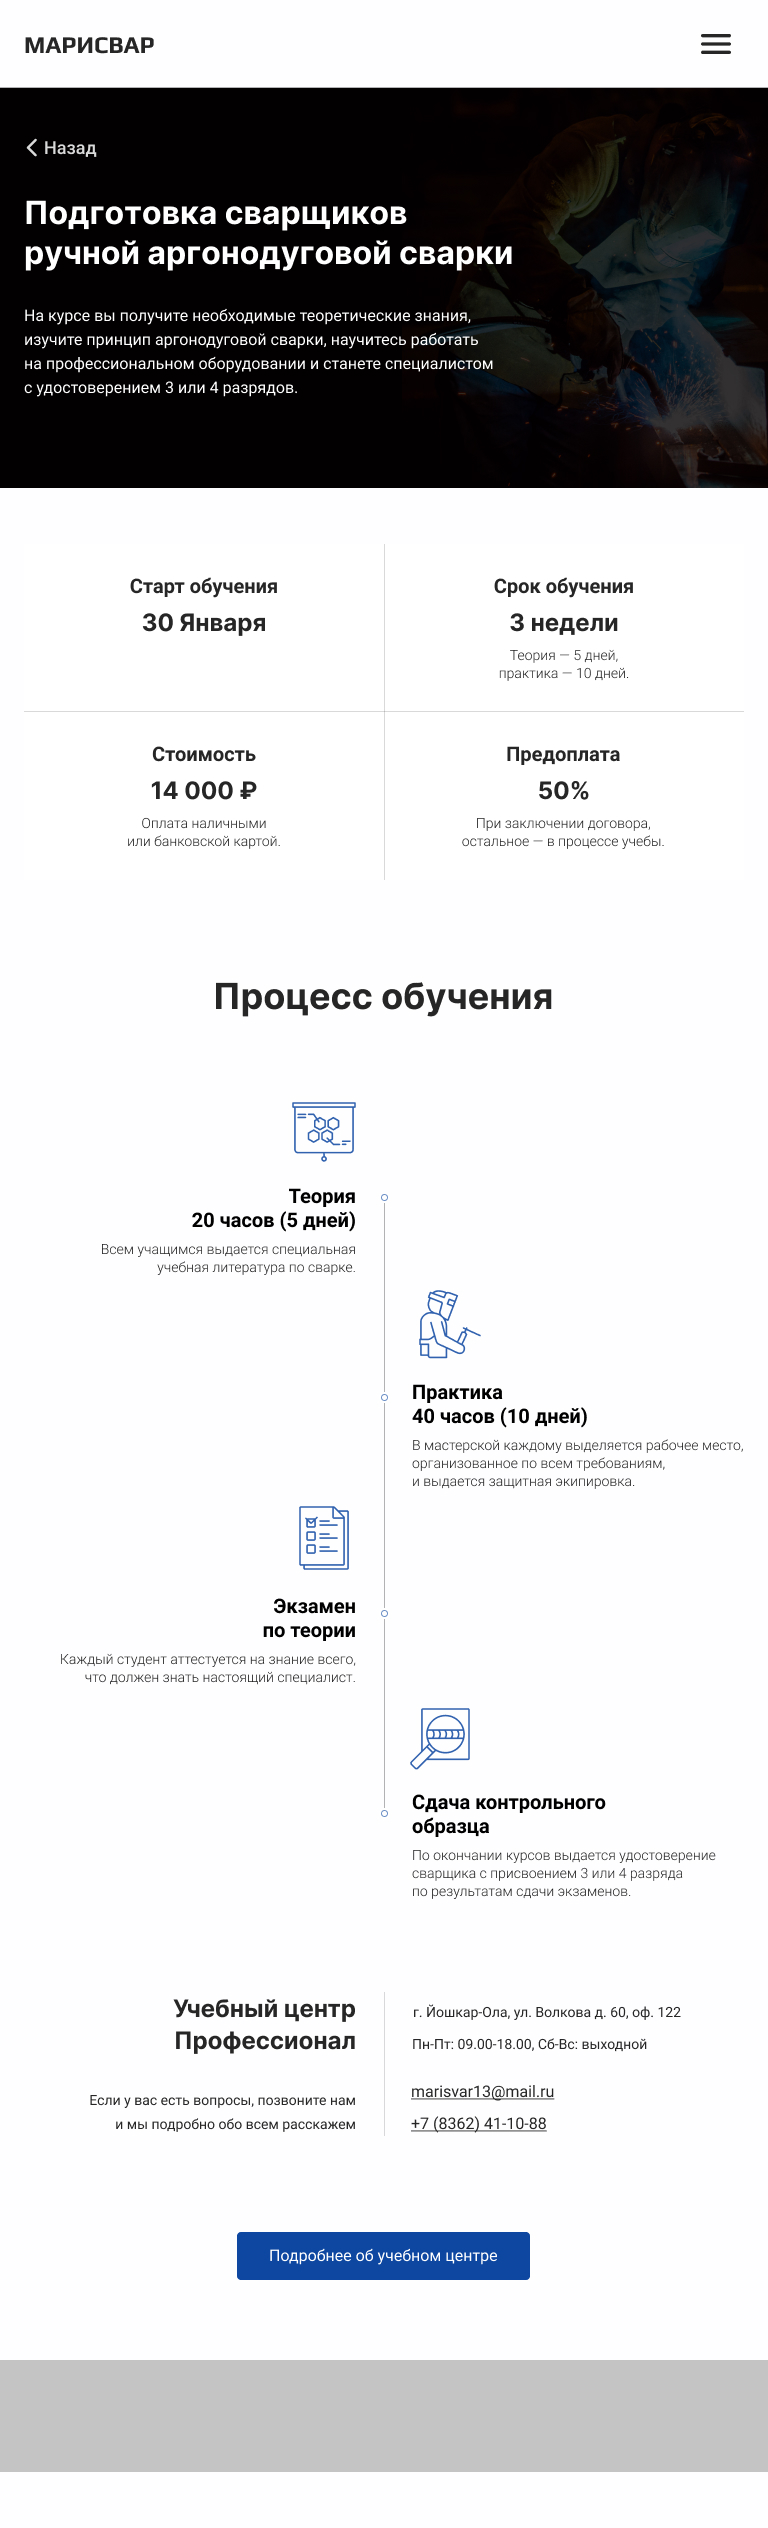 МАРИСВАР
Назад
Подготовка сварщиков
ручной аргонодуговой сварки
На курсе вы получите необходимые теоретические знания,
изучите принцип аргонодуговой сварки, научитесь работать
на профессиональном оборудовании и станете специалистом
с удостоверением 3 или 4 разрядов.
Старт обучения
30 Января
Срок обучения
3 недели
Теория — 5 дней,
практика — 10 дней.
Стоимость
14 000 ₽
Оплата наличными
или банковской картой.
Предоплата
50%
При заключении договора,
остальное — в процессе учебы.
Процесс обучения
Теория
20 часов (5 дней)
Всем учащимся выдается специальная
учебная литература по сварке.
Практика
40 часов (10 дней)
В мастерской каждому выделяется рабочее место,
организованное по всем требованиям,
и выдается защитная экипировка.
Экзамен
по теории
Каждый студент аттестуется на знание всего,
что должен знать настоящий специалист.
Сдача контрольного
образца
По окончании курсов выдается удостоверение
сварщика с присвоением 3 или 4 разряда
по результатам сдачи экзаменов.
Учебный центр
Профессионал
Если у вас есть вопросы, позвоните нам
и мы подробно обо всем расскажем
г. Йошкар-Ола, ул. Волкова д. 60, оф. 122
Пн-Пт: 09.00-18.00, Сб-Вс: выходной
marisvar13@mail.ru
+7 (8362) 41-10-88
Подробнее об учебном центре